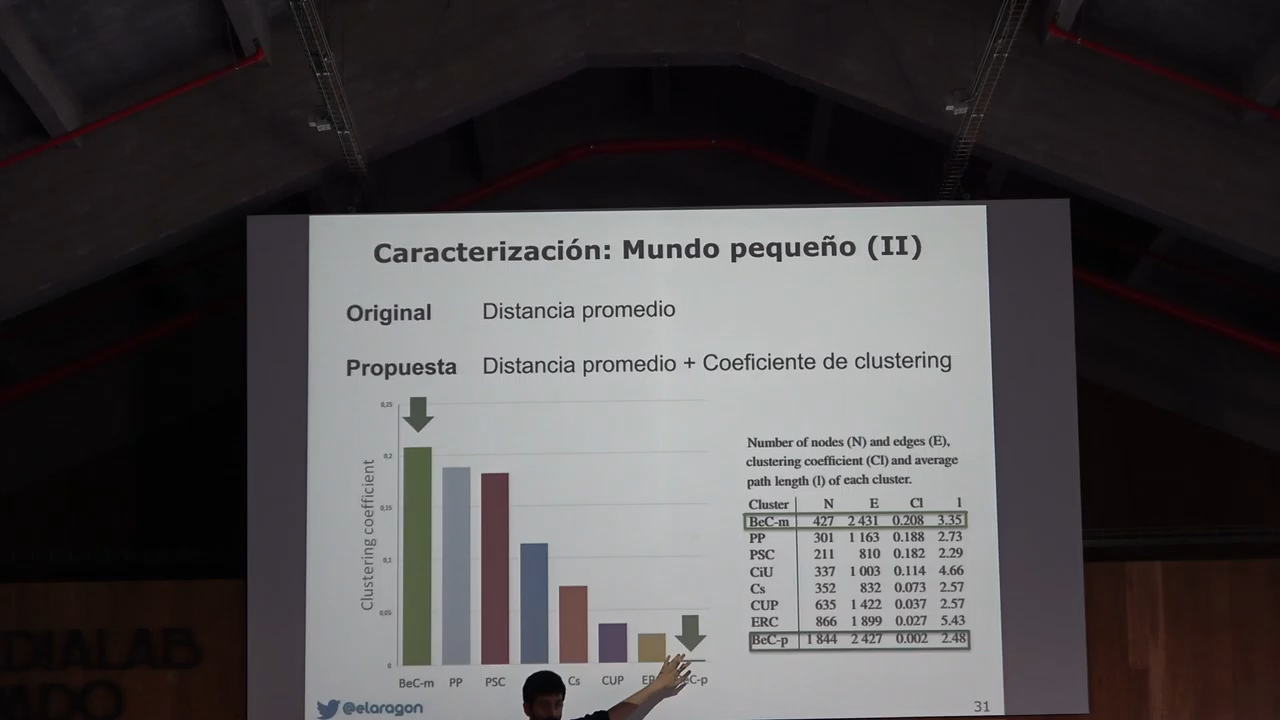 Caracterización: Mundo pequeño (II)
Original Distancia promedio
Propuesta Distancia promedio + Coeficiente de clustering
0,25
0,2
0,15
0,1
0,05
0
Clustering coefficient
BeC-m PP PSC Cs CUP
Number of nodes (N) and edges (E),
clustering coefficient (Cl) and average
path length (l) of each cluster.
Cluster N E Cl l
BeC-m 427 2 431 0.208 3.35
PP 301 1 163 0.188 2.73
PSC 211 810 0.182 2.29
CiU 337 1 003 0.114 4.66
Cs 352 832 0.073 2.57
CUP 635 1 422 0.037 2.57
ERC 866 1 899 0.027 5.43
BeC-p 1 844 2 427 0.002 2.48
@elaragon
31
DIALAB
ADO